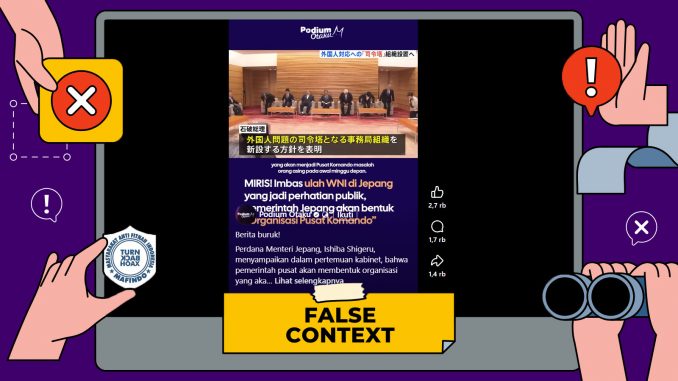 Podium
Otaku
外国人対応への「司令塔」組織設置へ
石破総理
外国人問題の司令塔となる事務局組織を
新設する方針を表明
yang akan menjadi Pusat Komando masalah
orang asing pada awal minggu depan.
MIRIS! Imbas ulah WNI di Jepang
yang jadi perhatian publik,
pemerintah Jepang akan bentuk
"Organisasi Pusat Komando"
Podium Otaku Ikuti
Berita buruk!
Perdana Menteri Jepang, Ishiba Shigeru,
menyampaikan dalam pertemuan kabinet, bahwa
pemerintah pusat akan membentuk organisasi
yang aka... Lihat selengkapnya
2,7 rb
1,7 rb
1,4 rb
MASYARAKAT ANTI FITNAH INDONESIA
TURN
BACK
HOAX
MAFINDO
FALSE
CONTEXT